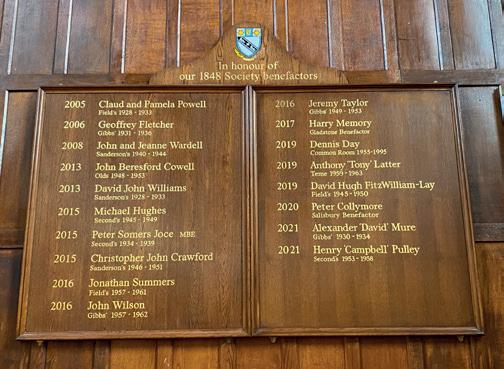 In honour of
our 1848 Society benefactors
2005 Claud and Pamela Powell
Field's 1928 - 1933
2006 Geoffrey Fletcher
Gibbs' 1931 - 1936
2008 John and Jeanne Wardell
Sanderson's 1940 - 1944
2013 John Beresford Cowell
Olds 1948 - 1953
2013 David John Williams
Sanderson's 1928 - 1933
2015 Michael Hughes
Second's 1945 - 1949
2015 Peter Somers Joce MBE
Second's 1934 - 1939
2015 Christopher John Crawford
Sanderson's 1946 - 1951
2016 Jonathan Summers
Field's 1957 - 1961
2016 John Wilson
Gibbs' 1957 - 1962
2016 Jeremy Taylor
Gibbs' 1949 - 1953
2017 Harry Memory
Gladstone Benefactor
2019 Dennis Day
Common Room 1955-1995
2019 Anthony 'Tony' Latter
Teme 1959 - 1963
2019 David Hugh FitzWilliam-Lay
Field's 1945 - 1950
2020 Peter Collymore
Salisbury Benefactor
2021 Alexander 'David' Mure
Gibbs' 1930 - 1934
2021 Henry 'Campbell' Pulley
Second's 1953 - 1958